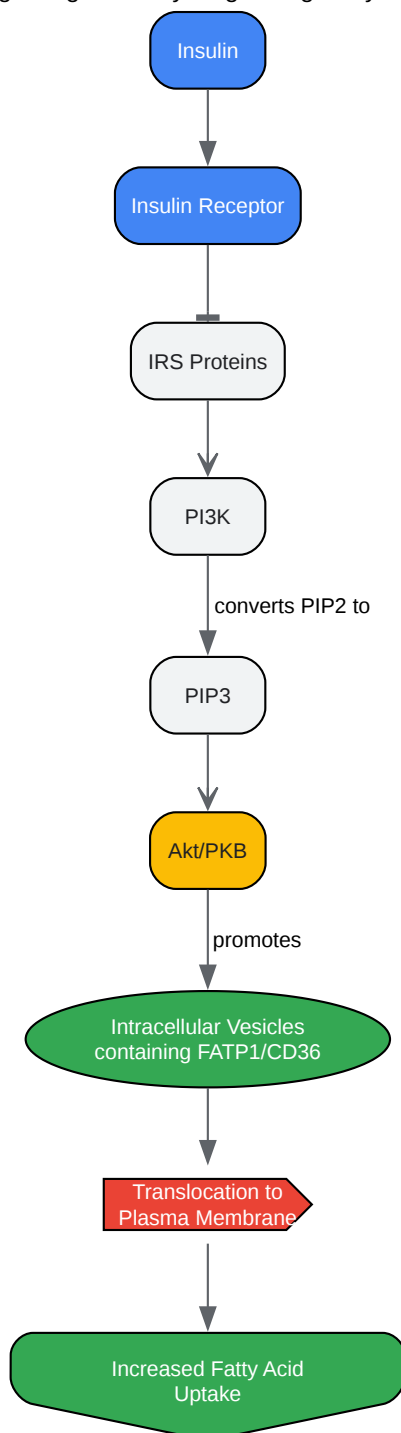 Insulin
Insulin Receptor
IRS Proteins
PI3K
converts PIP2 to
PIP3
Akt/PKB
promotes
Intracellular Vesicles
containing FATP1/CD36
Translocation to
Plasma Membrane
Increased Fatty Acid
Uptake